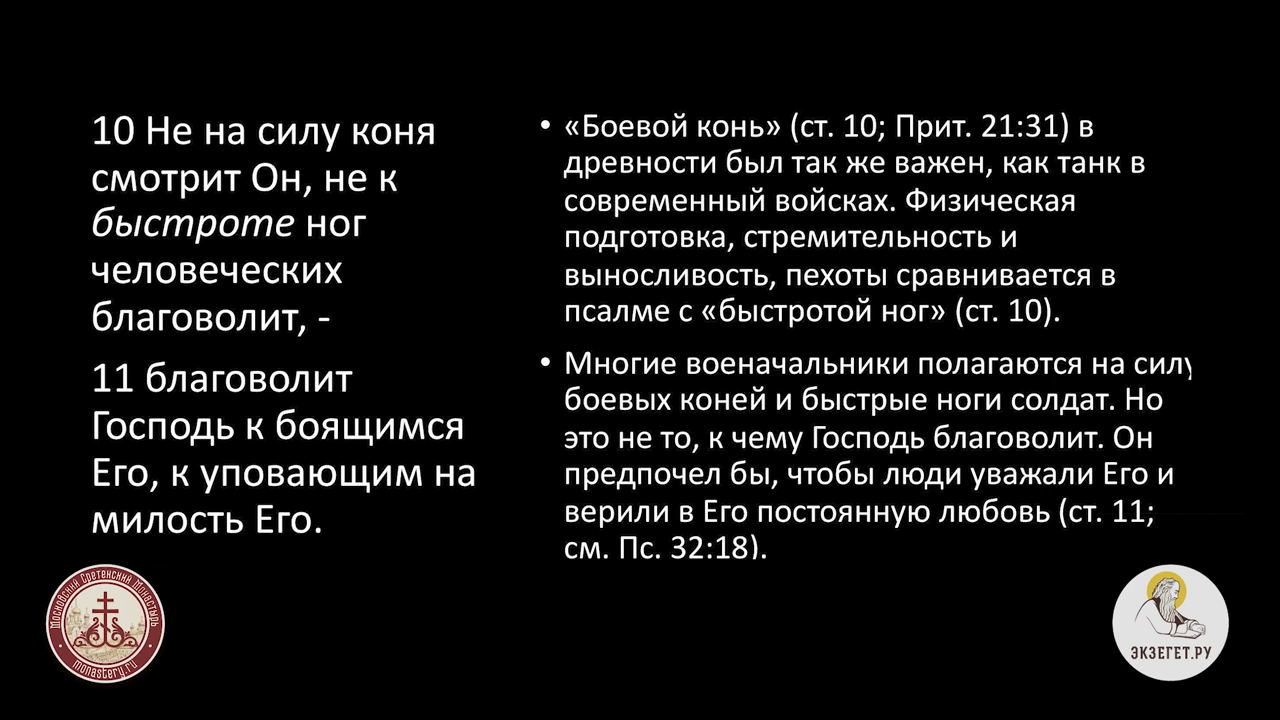 10 Не на силу коня
смотрит Он, не к
быстроте ног
человеческих
благоволит, -
11 благоволит
Господь к боящимся
Его, к уповающим на
милость Его.
• «Боевой конь» (ст. 10; Прит. 21:31) в
древности был так же важен, как танк в
современный войсках. Физическая
подготовка, стремительность и
выносливость, пехоты сравнивается в
псалме с «быстротой ног» (ст. 10).
• Многие военачальники полагаются на силу
боевых коней и быстрые ноги солдат. Но
это не то, к чему Господь благоволит. Он
предпочел бы, чтобы люди уважали Его и
верили в Его постоянную любовь (ст. 11;
см. Пс. 32:18).
Московский Сретенский Монастырь
monastery.ru
ЭКЗЕГЕТ.РУ